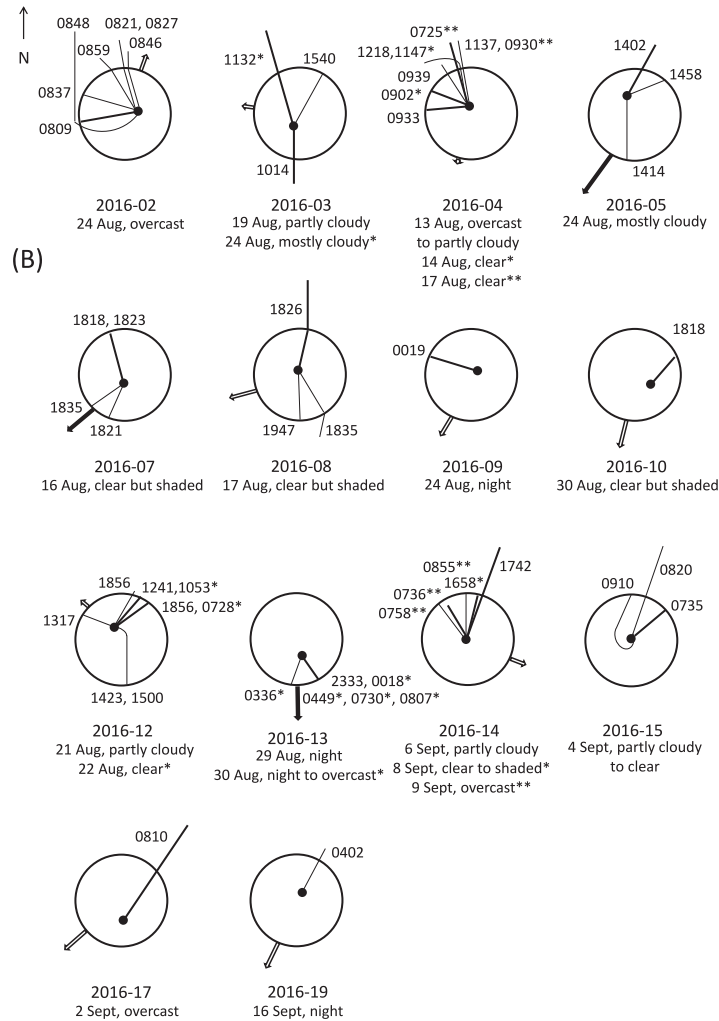 0848
0821, 0827
0846
0859
0837
0809
N
2016-02
24 Aug, overcast
1132*
1540
1014
2016-03
19 Aug, partly cloudy
24 Aug, mostly cloudy*
0725**
1137, 0930**
1218,1147*
0939
0902*
0933
2016-04
13 Aug, overcast
to partly cloudy
14 Aug, clear*
17 Aug, clear**
1402
1458
1414
2016-05
24 Aug, mostly cloudy
(B)
1818, 1823
1835
1821
2016-07
16 Aug, clear but shaded
1826
1947
1835
2016-08
17 Aug, clear but shaded
0019
2016-09
24 Aug, night
1818
2016-10
30 Aug, clear but shaded
1856
1241,1053*
1856, 0728*
1317
1423, 1500
2016-12
21 Aug, partly cloudy
22 Aug, clear*
2333, 0018*
0336*
0449*, 0730*, 0807*
2016-13
29 Aug, night
30 Aug, night to overcast*
0855**
1742
1658*
0736**
0758**
2016-14
6 Sept, partly cloudy
8 Sept, clear to shaded*
9 Sept, overcast**
0910
0820
0735
2016-15
4 Sept, partly cloudy
to clear
0810
2016-17
2 Sept, overcast
0402
2016-19
16 Sept, night